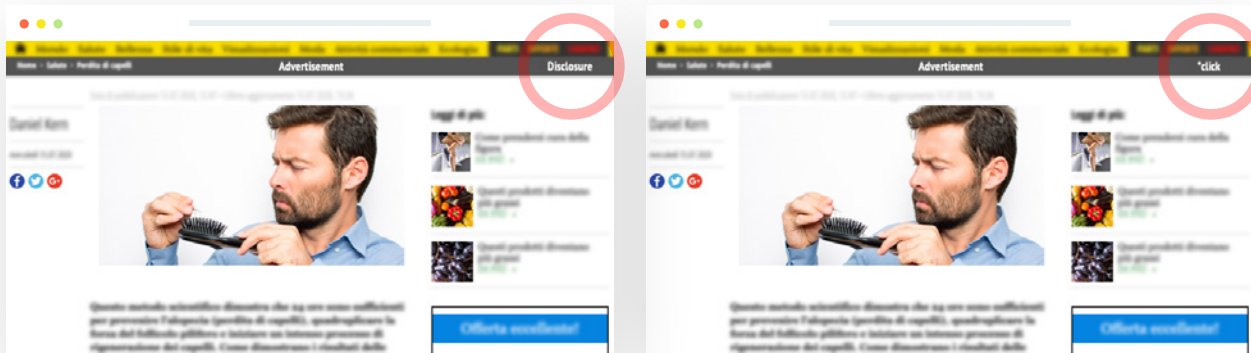 Mondo Salute Bellezza Stile di vita Visualizzazioni Moda Attività commerciale Ecologia
Home - Salute - Perdita di capelli
Advertisement
Disclosure
Daniel Kern
Leggi di più:
Come prendersi cura della
figura
Questi prodotti diventano
più grassi
Questi prodotti diventano
più grassi
Questo metodo scientifico dimostra che 24 ore sono sufficienti
per prevenire l'alopecia (perdita di capelli), quadruplicare la
forza del follicolo pilifero e iniziare un intenso processo di
rigenerazione dei capelli. Come dimostrano i risultati delle
Offerta eccellente!
Mondo Salute Bellezza Stile di vita Visualizzazioni Moda Attività commerciale Ecologia
Home - Salute - Perdita di capelli
Advertisement
*click
Daniel Kern
Leggi di più:
Come prendersi cura della
figura
Questi prodotti diventano
più grassi
Questi prodotti diventano
più grassi
Questo metodo scientifico dimostra che 24 ore sono sufficienti
per prevenire l'alopecia (perdita di capelli), quadruplicare la
forza del follicolo pilifero e iniziare un intenso processo di
rigenerazione dei capelli. Come dimostrano i risultati delle
Offerta eccellente!